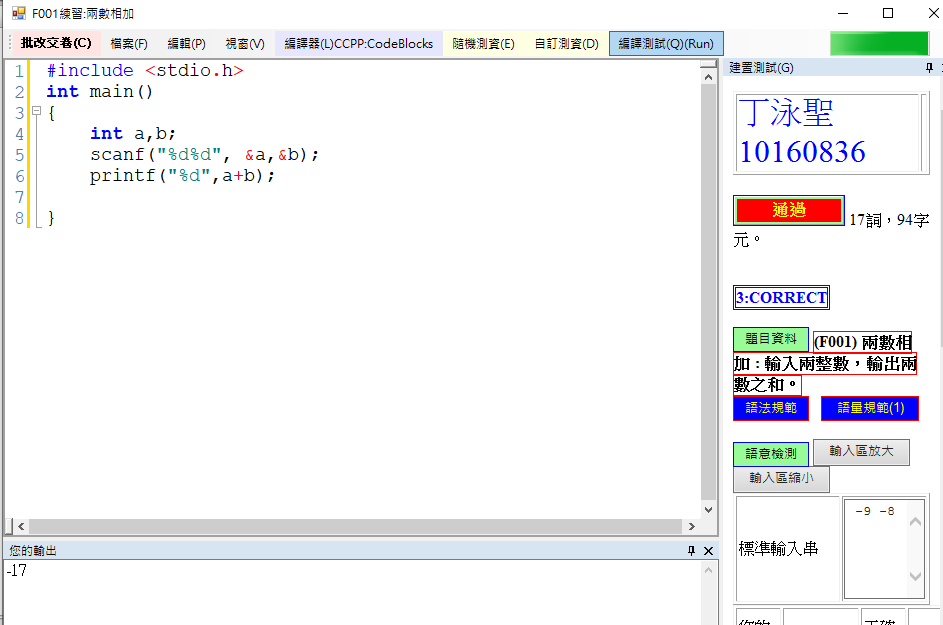 F001練習:兩數相加
批改交卷(C) 檔案(F) 編輯(P) 視窗(V) 編譯器(L)CCPP:CodeBlocks 隨機測資(E) 自訂測資(D) 編譯測試(Q)(Run)
1 #include <stdio.h>
2 int main()
3 {
4 int a,b;
5 scanf("%d%d", &a,&b);
6 printf("%d",a+b);
7
8 }
您的輸出
-17
建置測試(G)
丁泳聖
10160836
通過 17詞，94字
元。
3:CORRECT
題目資料 (F001) 兩數相
加：輸入兩整數，輸出兩
數之和。
語法規範 語量規範(1)
語意檢測 輸入區放大
輸入區縮小
標準輸入串 -9 -8